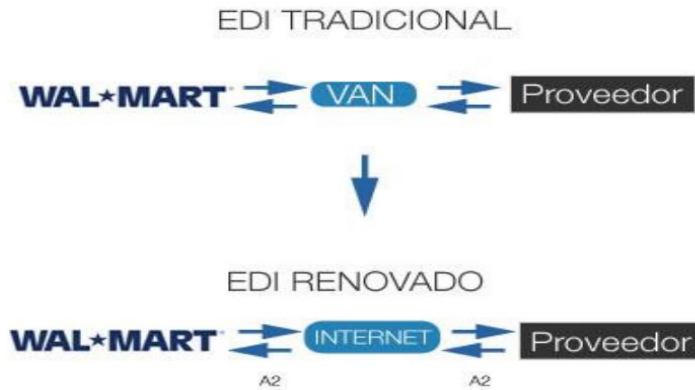 EDI TRADICIONAL
WAL★MART VAN Proveedor
EDI RENOVADO
WAL★MART INTERNET Proveedor
A2 A2